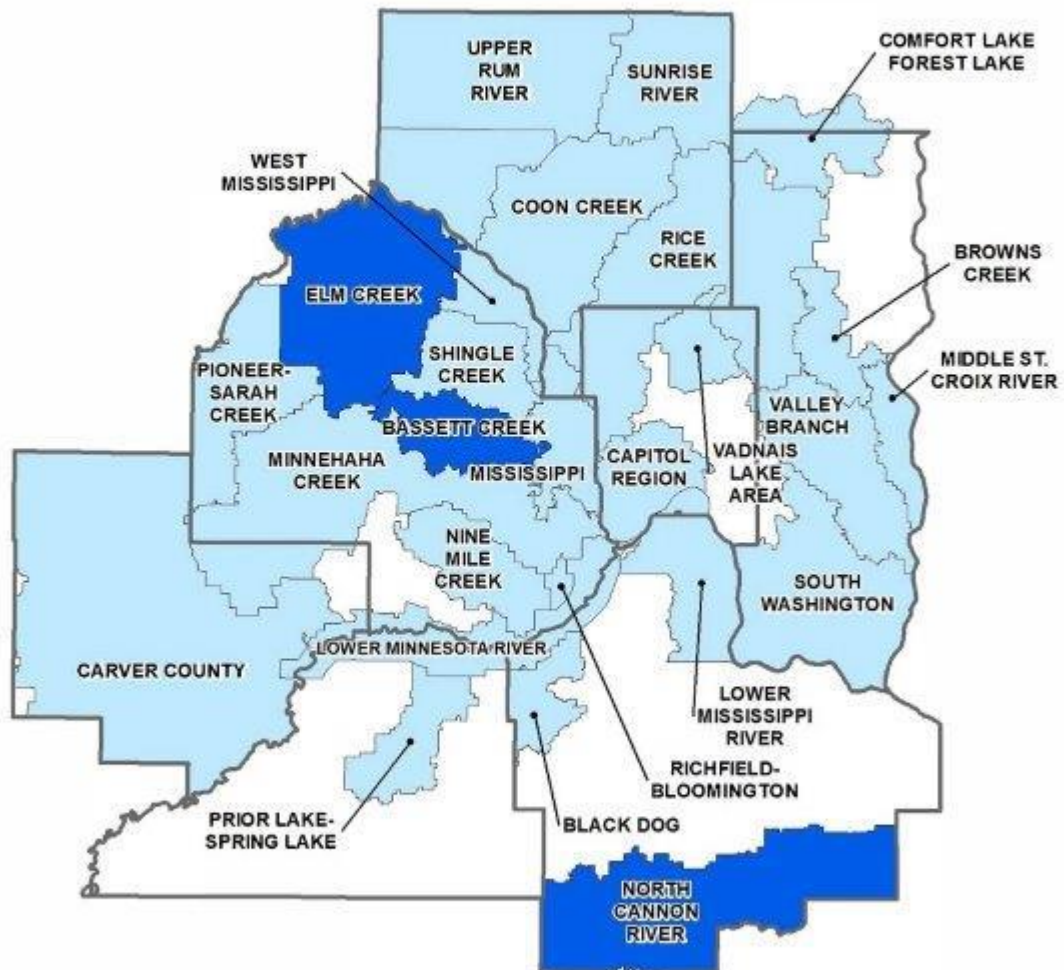 UPPER
RUM
RIVER
SUNRISE
RIVER
COMFORT LAKE
FOREST LAKE
WEST
MISSISSIPPI
COON CREEK
RICE
CREEK
BROWNS
CREEK
ELM CREEK
SHINGLE
CREEK
MIDDLE ST.
CROIX RIVER
PIONEER-
SARAH
CREEK
VALLEY
BRANCH
BASSETT CREEK
MINNEHAHA
CREEK
MISSISSIPPI
CAPITOL
REGION
VADNAIS
LAKE
AREA
NINE
MILE
CREEK
SOUTH
WASHINGTON
LOWER MINNESOTA RIVER
CARVER COUNTY
LOWER
MISSISSIPPI
RIVER
RICHFIELD-
BLOOMINGTON
PRIOR LAKE-
SPRING LAKE
BLACK DOG
NORTH
CANNON
RIVER